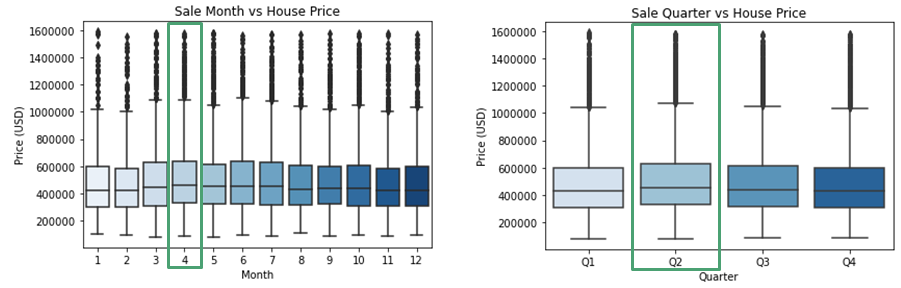 Sale Month vs House Price
1600000
1400000
1200000
1000000
800000
600000
400000
200000
Price (USD)
1 2 3 4 5 6 7 8 9 10 11 12
Month
Sale Quarter vs House Price
1600000
1400000
1200000
1000000
800000
600000
400000
200000
Price (USD)
Q1 Q2 Q3 Q4
Quarter